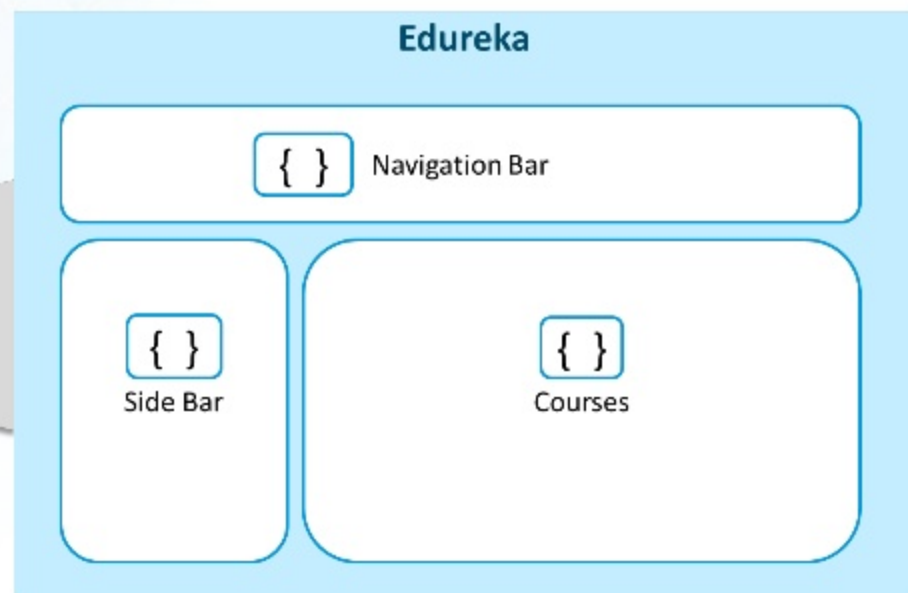 Edureka
{ } Navigation Bar
{ }
Side Bar
{ }
Courses